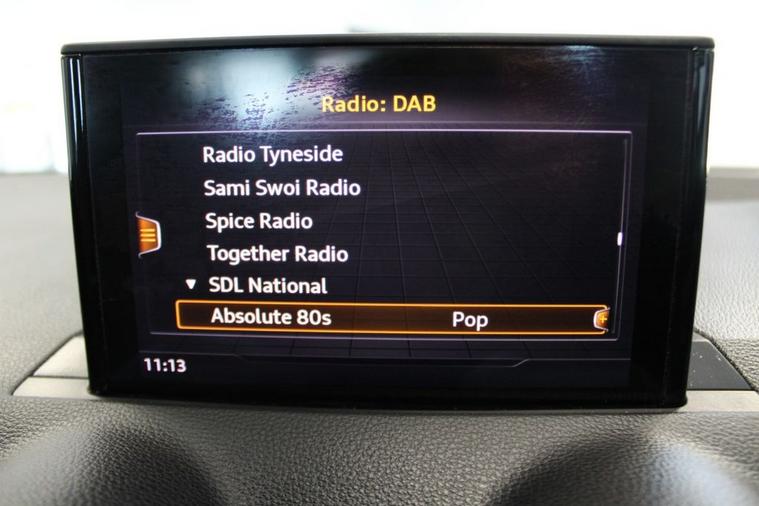 Radio: DAB
Radio Tyneside
Sami Swoi Radio
Spice Radio
Together Radio
▼ SDL National
Absolute 80s Pop +
11:13